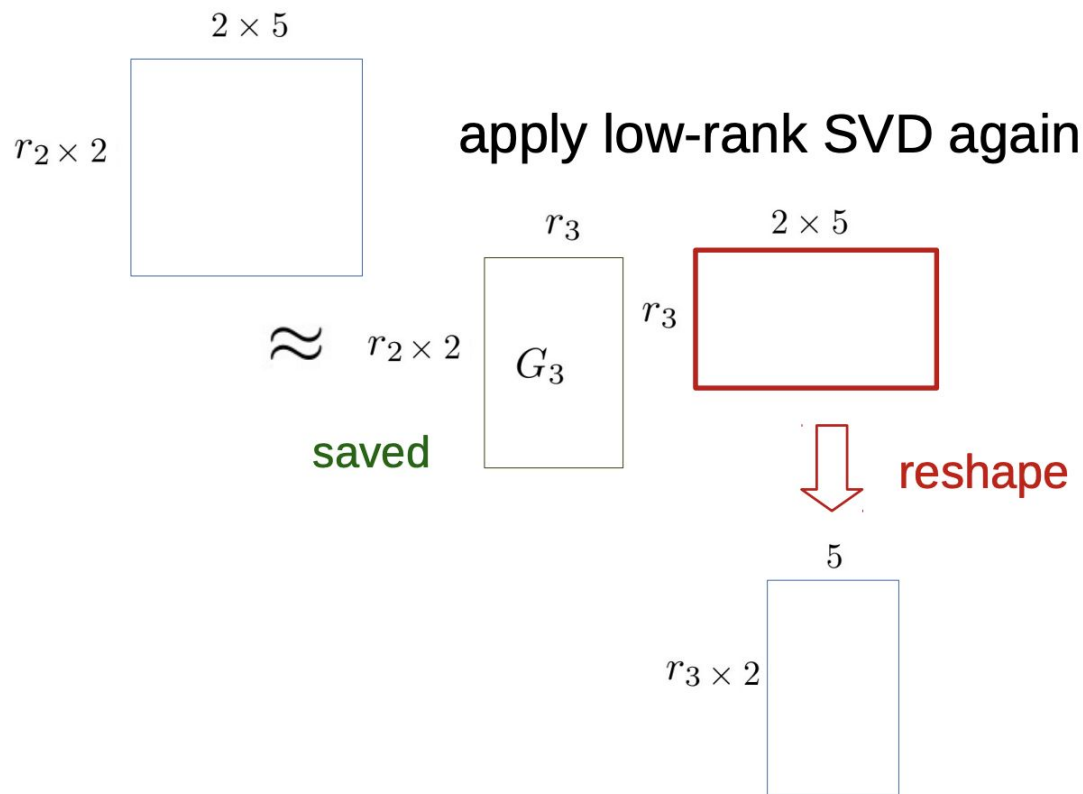 2 × 5
r₂ × 2
apply low-rank SVD again
r₃
2 × 5
r₃
≈
r₂ × 2
G₃
saved
reshape
5
r₃ × 2